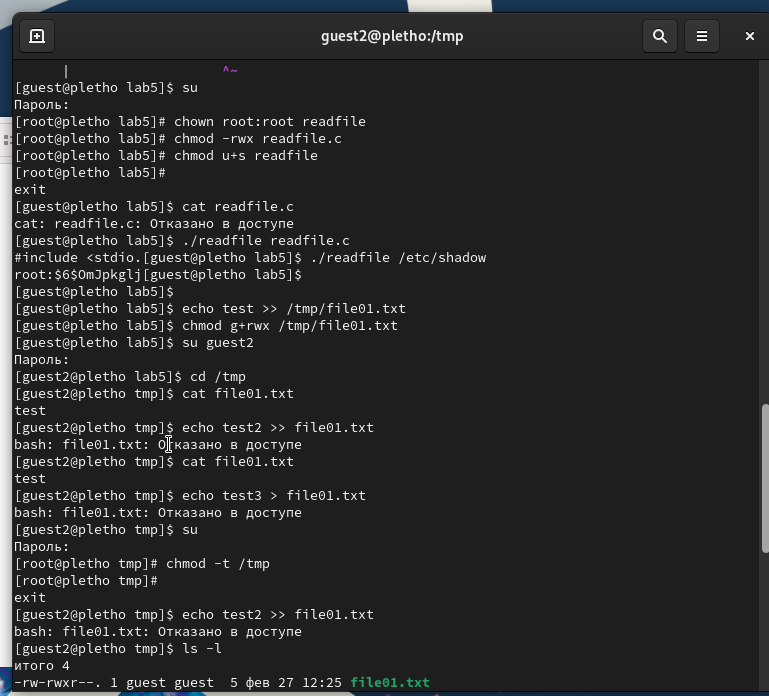 guest2@pletho:/tmp
|                   ^~
[guest@pletho lab5]$ su
Пароль:
[root@pletho lab5]# chown root:root readfile
[root@pletho lab5]# chmod -rwx readfile.c
[root@pletho lab5]# chmod u+s readfile
[root@pletho lab5]#
exit
[guest@pletho lab5]$ cat readfile.c
cat: readfile.c: Отказано в доступе
[guest@pletho lab5]$ ./readfile readfile.c
#include <stdio.[guest@pletho lab5]$ ./readfile /etc/shadow
root:$6$OmJpkglj[guest@pletho lab5]$
[guest@pletho lab5]$
[guest@pletho lab5]$ echo test >> /tmp/file01.txt
[guest@pletho lab5]$ chmod g+rwx /tmp/file01.txt
[guest@pletho lab5]$ su guest2
Пароль:
[guest2@pletho lab5]$ cd /tmp
[guest2@pletho tmp]$ cat file01.txt
test
[guest2@pletho tmp]$ echo test2 >> file01.txt
bash: file01.txt: Отказано в доступе
[guest2@pletho tmp]$ cat file01.txt
test
[guest2@pletho tmp]$ echo test3 > file01.txt
bash: file01.txt: Отказано в доступе
[guest2@pletho tmp]$ su
Пароль:
[root@pletho tmp]# chmod -t /tmp
[root@pletho tmp]#
exit
[guest2@pletho tmp]$ echo test2 >> file01.txt
bash: file01.txt: Отказано в доступе
[guest2@pletho tmp]$ ls -l
итого 4
-rw-rwxr--. 1 guest guest  5 фев 27 12:25 file01.txt